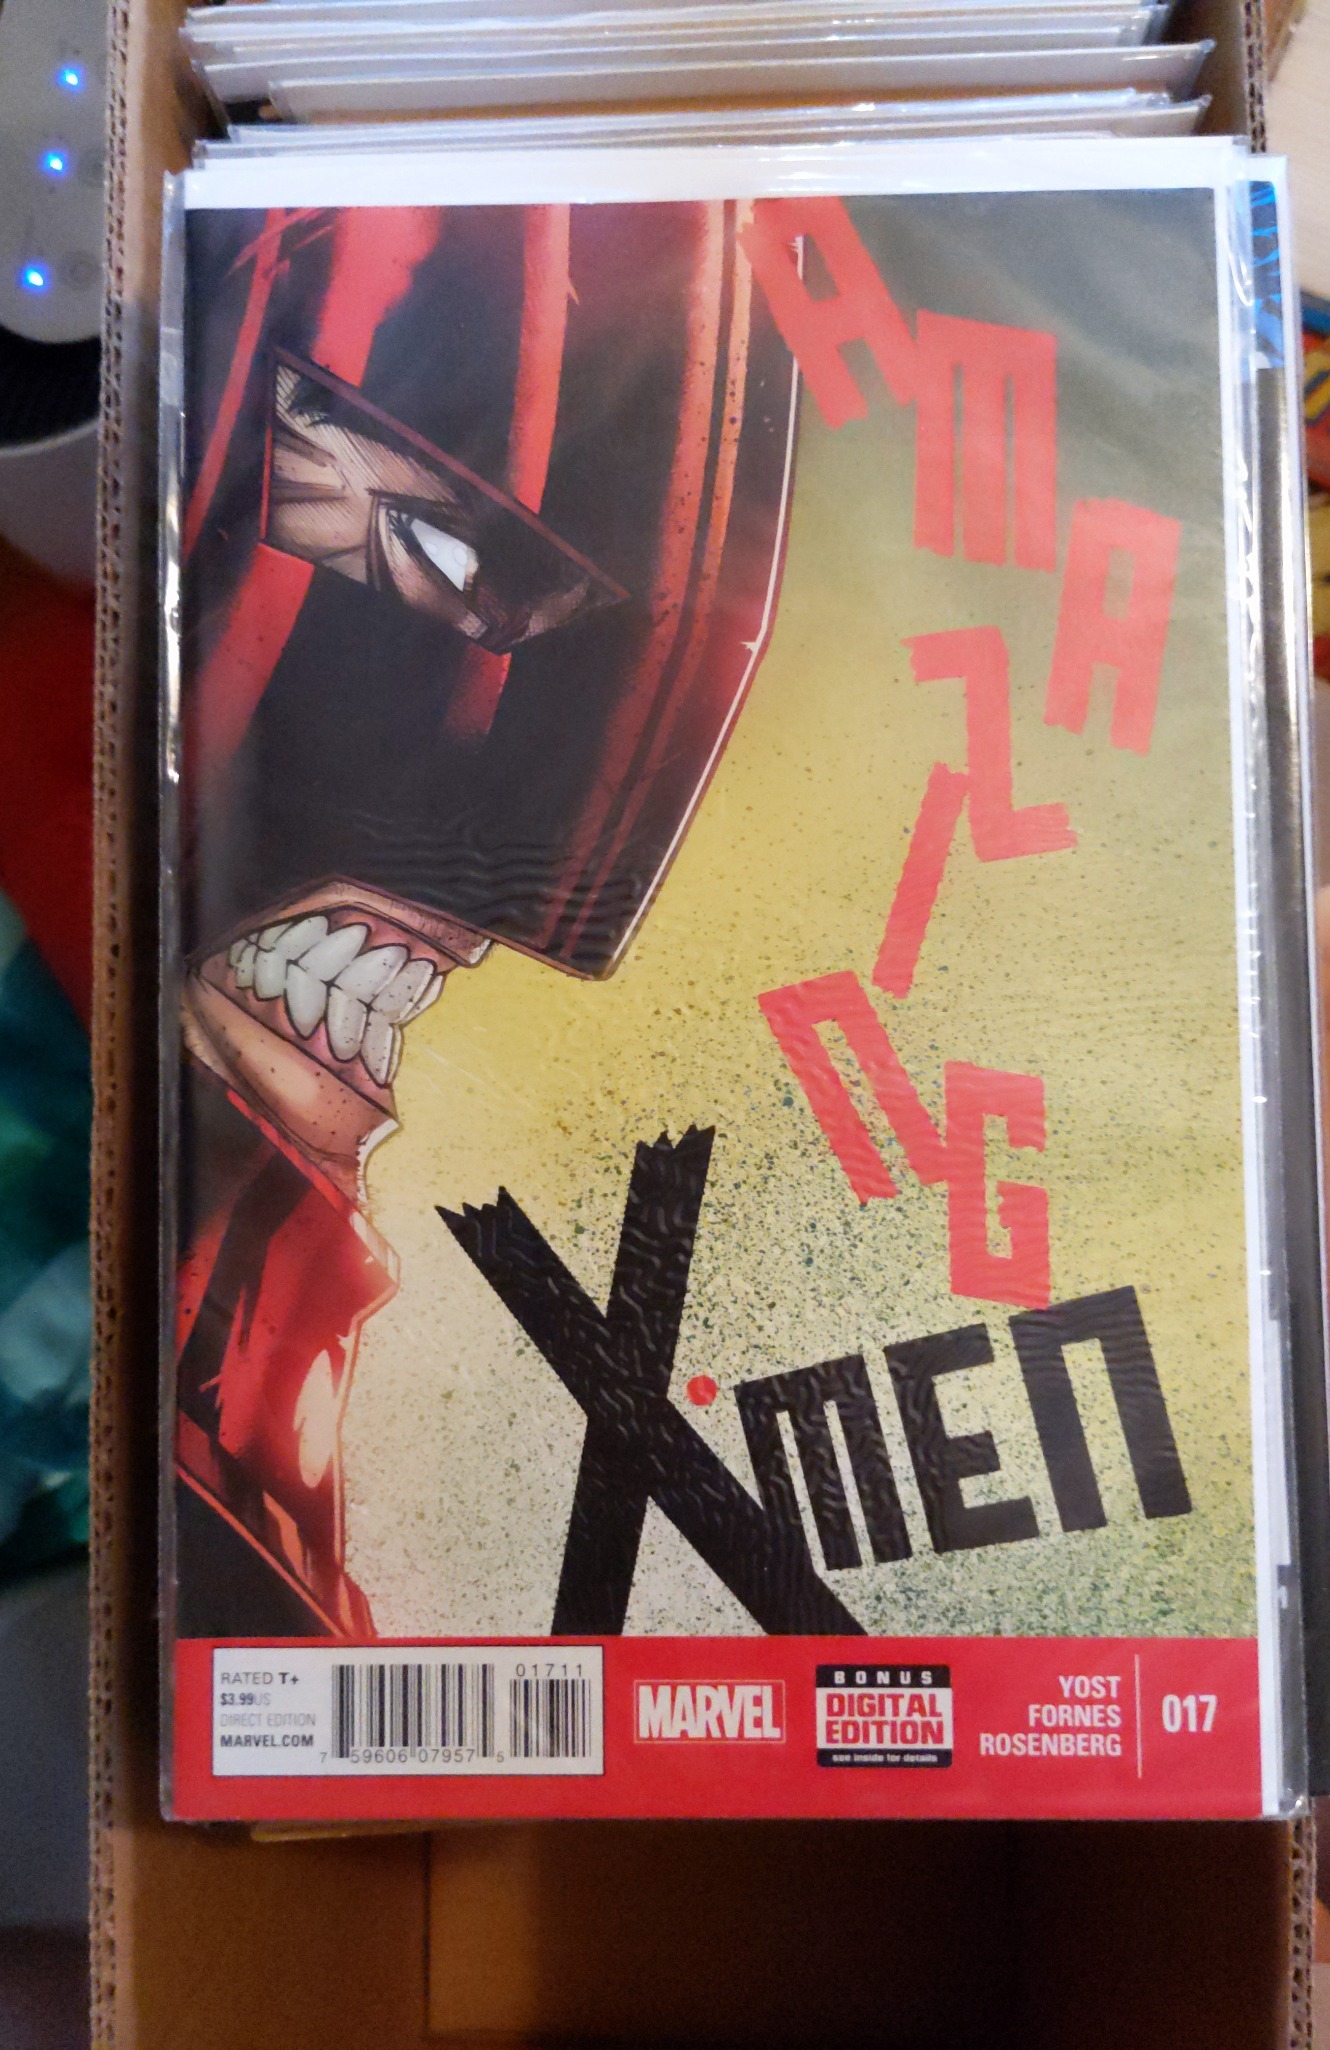 AMAZING
X-MEN
RATED T+
$3.99US
DIRECT EDITION
MARVEL.COM
01711
7 59606 07957 5
MARVEL
BONUS
DIGITAL
EDITION
see inside for details
YOST
FORNES
ROSENBERG
017